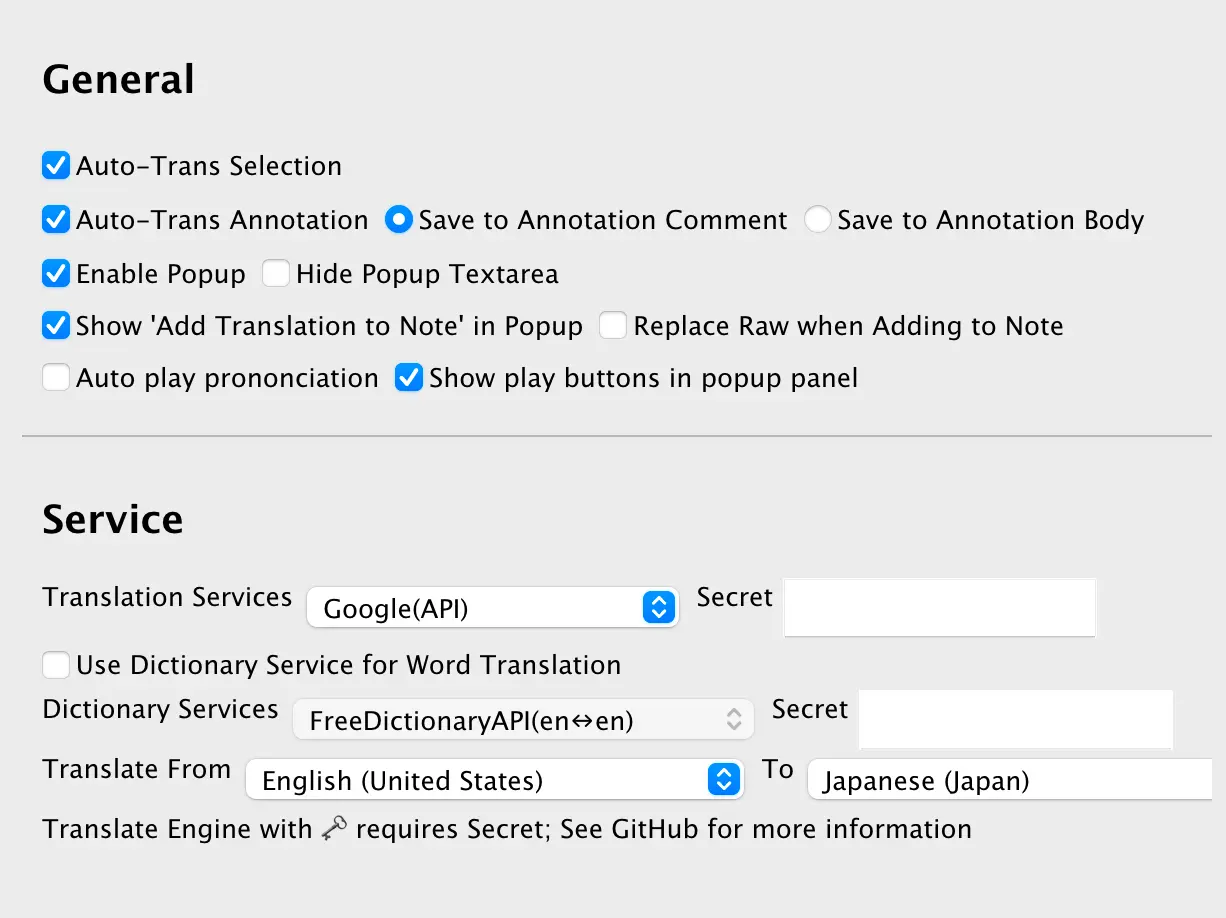 General
Auto-Trans Selection
Auto-Trans Annotation Save to Annotation Comment Save to Annotation Body
Enable Popup Hide Popup Textarea
Show 'Add Translation to Note' in Popup Replace Raw when Adding to Note
Auto play prononciation Show play buttons in popup panel
Service
Translation Services Google(API) Secret
Use Dictionary Service for Word Translation
Dictionary Services FreeDictionaryAPI(en↔en) Secret
Translate From English (United States) To Japanese (Japan)
Translate Engine with 🗝 requires Secret; See GitHub for more information